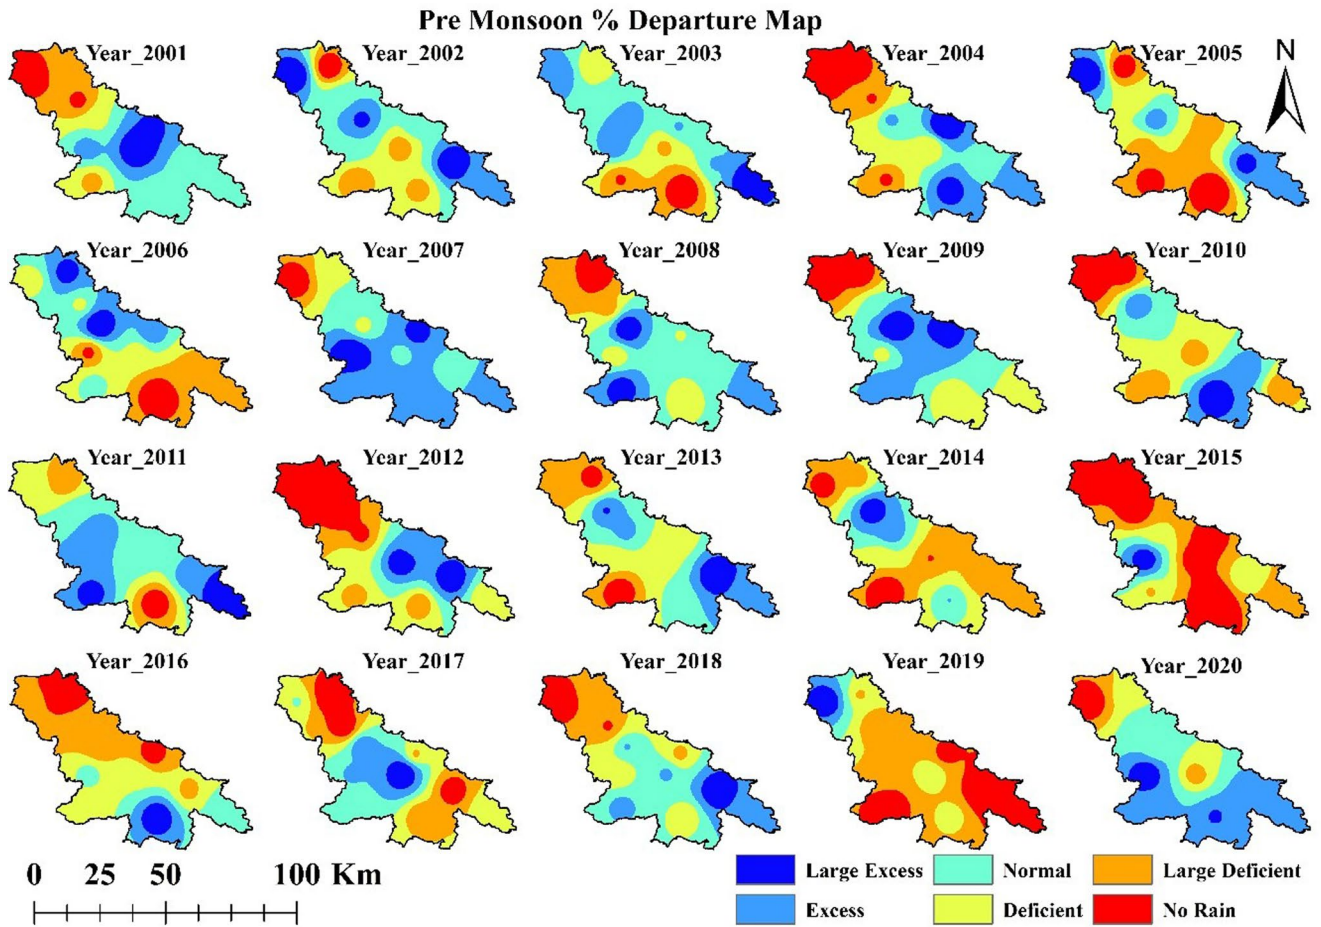 Pre Monsoon % Departure Map
Year_2001 Year_2002 Year_2003 Year_2004 Year_2005 N
Year_2006 Year_2007 Year_2008 Year_2009 Year_2010
Year_2011 Year_2012 Year_2013 Year_2014 Year_2015
Year_2016 Year_2017 Year_2018 Year_2019 Year_2020
0 25 50 100 Km
Large Excess Normal Large Deficient
Excess Deficient No Rain